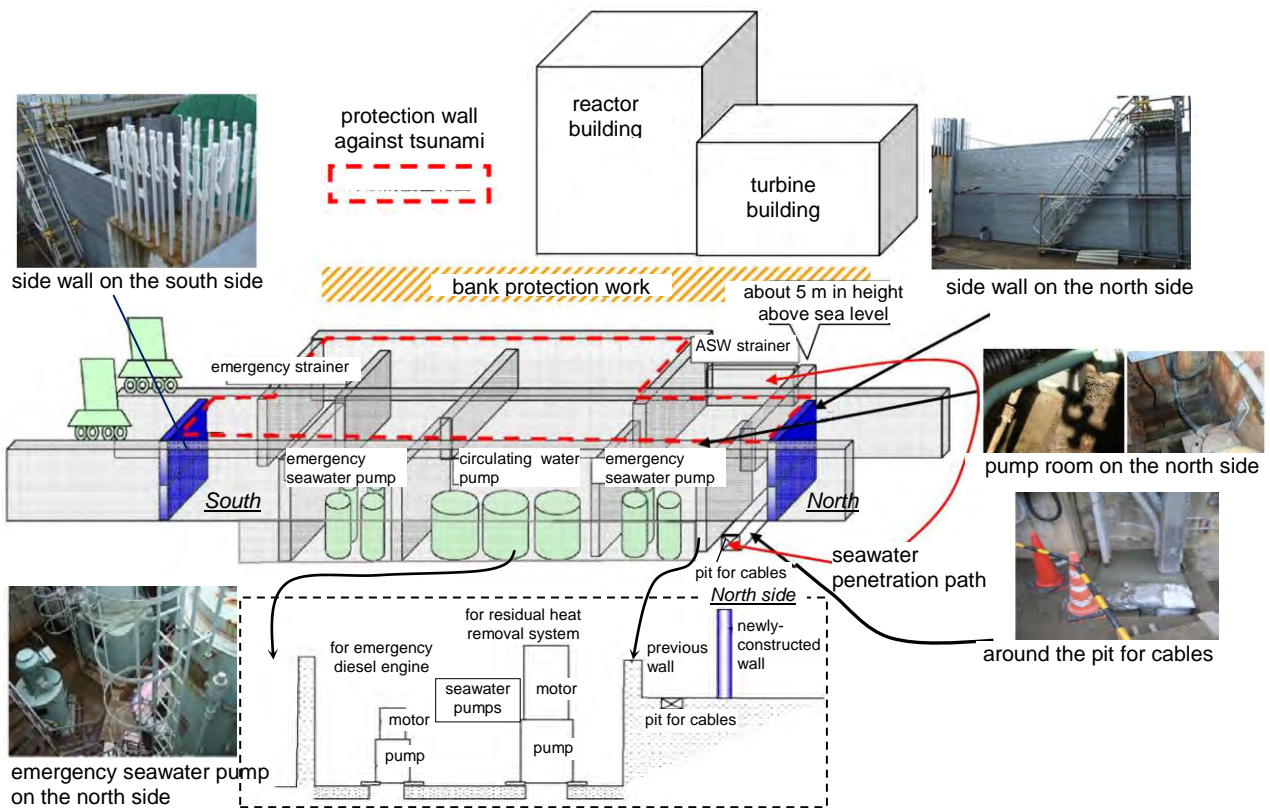 reactor
building
protection wall
against tsunami
turbine
building
side wall on the south side
bank protection work
about 5 m in height
above sea level
side wall on the north side
emergency strainer
ASW strainer
emergency
seawater pump
circulating water
pump
emergency
seawater pump
pump room on the north side
South
North
seawater
penetration path
pit for cables
North side
for residual heat
removal system
newly-
constructed
wall
previous
wall
for emergency
diesel engine
around the pit for cables
seawater
pumps
motor
motor
pit for cables
pump
pump
emergency seawater pump
on the north side